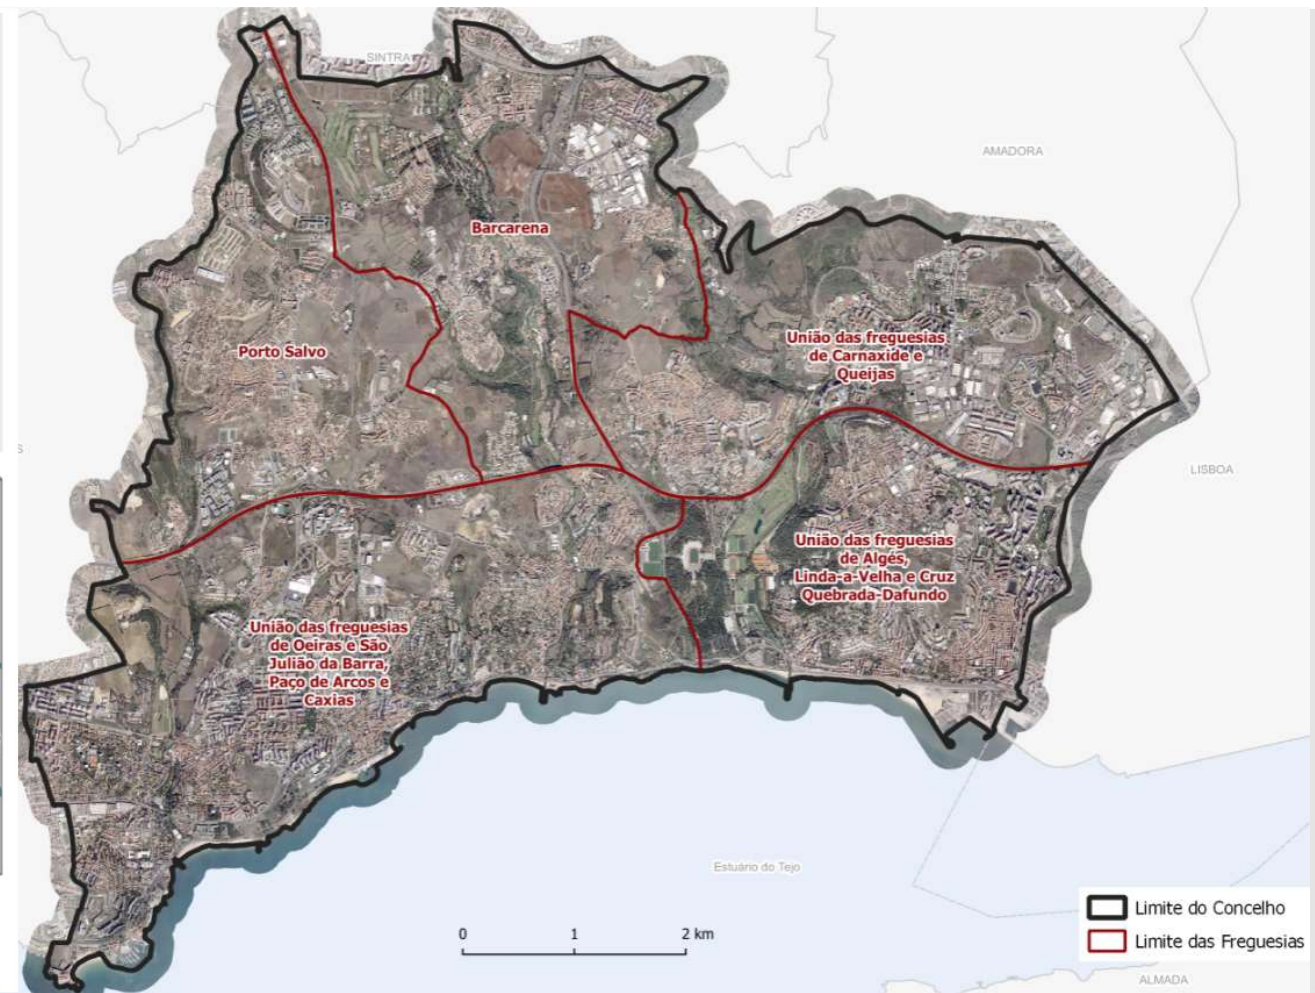 SINTRA
AMADORA
Barcarena
Porto Salvo
União das freguesias
de Carnaxide e
Queijas
S
LISBOA
União das freguesias
de Algés,
Linda-a-Velha e Cruz
Quebrada-Dafundo
União das freguesias
de Oeiras e São
Julião da Barra,
Paço de Arcos e
Caxias
Estuário do Tejo
0 1 2 km
Limite do Concelho
Limite das Freguesias
ALMADA